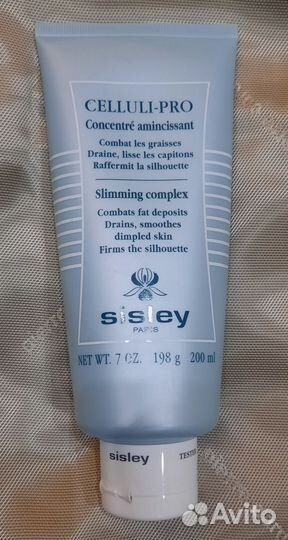 CELLULI-PRO
Concentré amincissant
Combat les graisses
Draine, lisse les capitons
Raffermit la silhouette
Slimming complex
Combats fat deposits
Drains, smoothes
dimpled skin
Firms the silhouette
sisley
PARIS
NET WT. 7 OZ. 198 g 200 ml
sisley
TESTER
Avito